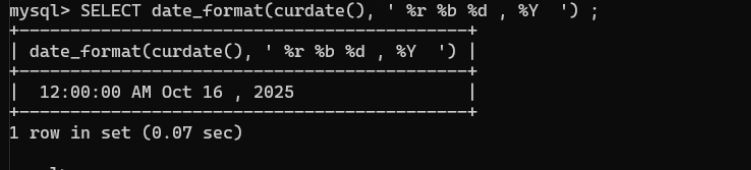 mysql> SELECT date_format(curdate(), ' %r %b %d , %Y  ') ;
+--------------------------------------------+
| date_format(curdate(), ' %r %b %d , %Y  ') |
+--------------------------------------------+
|  12:00:00 AM Oct 16 , 2025                 |
+--------------------------------------------+
1 row in set (0.07 sec)